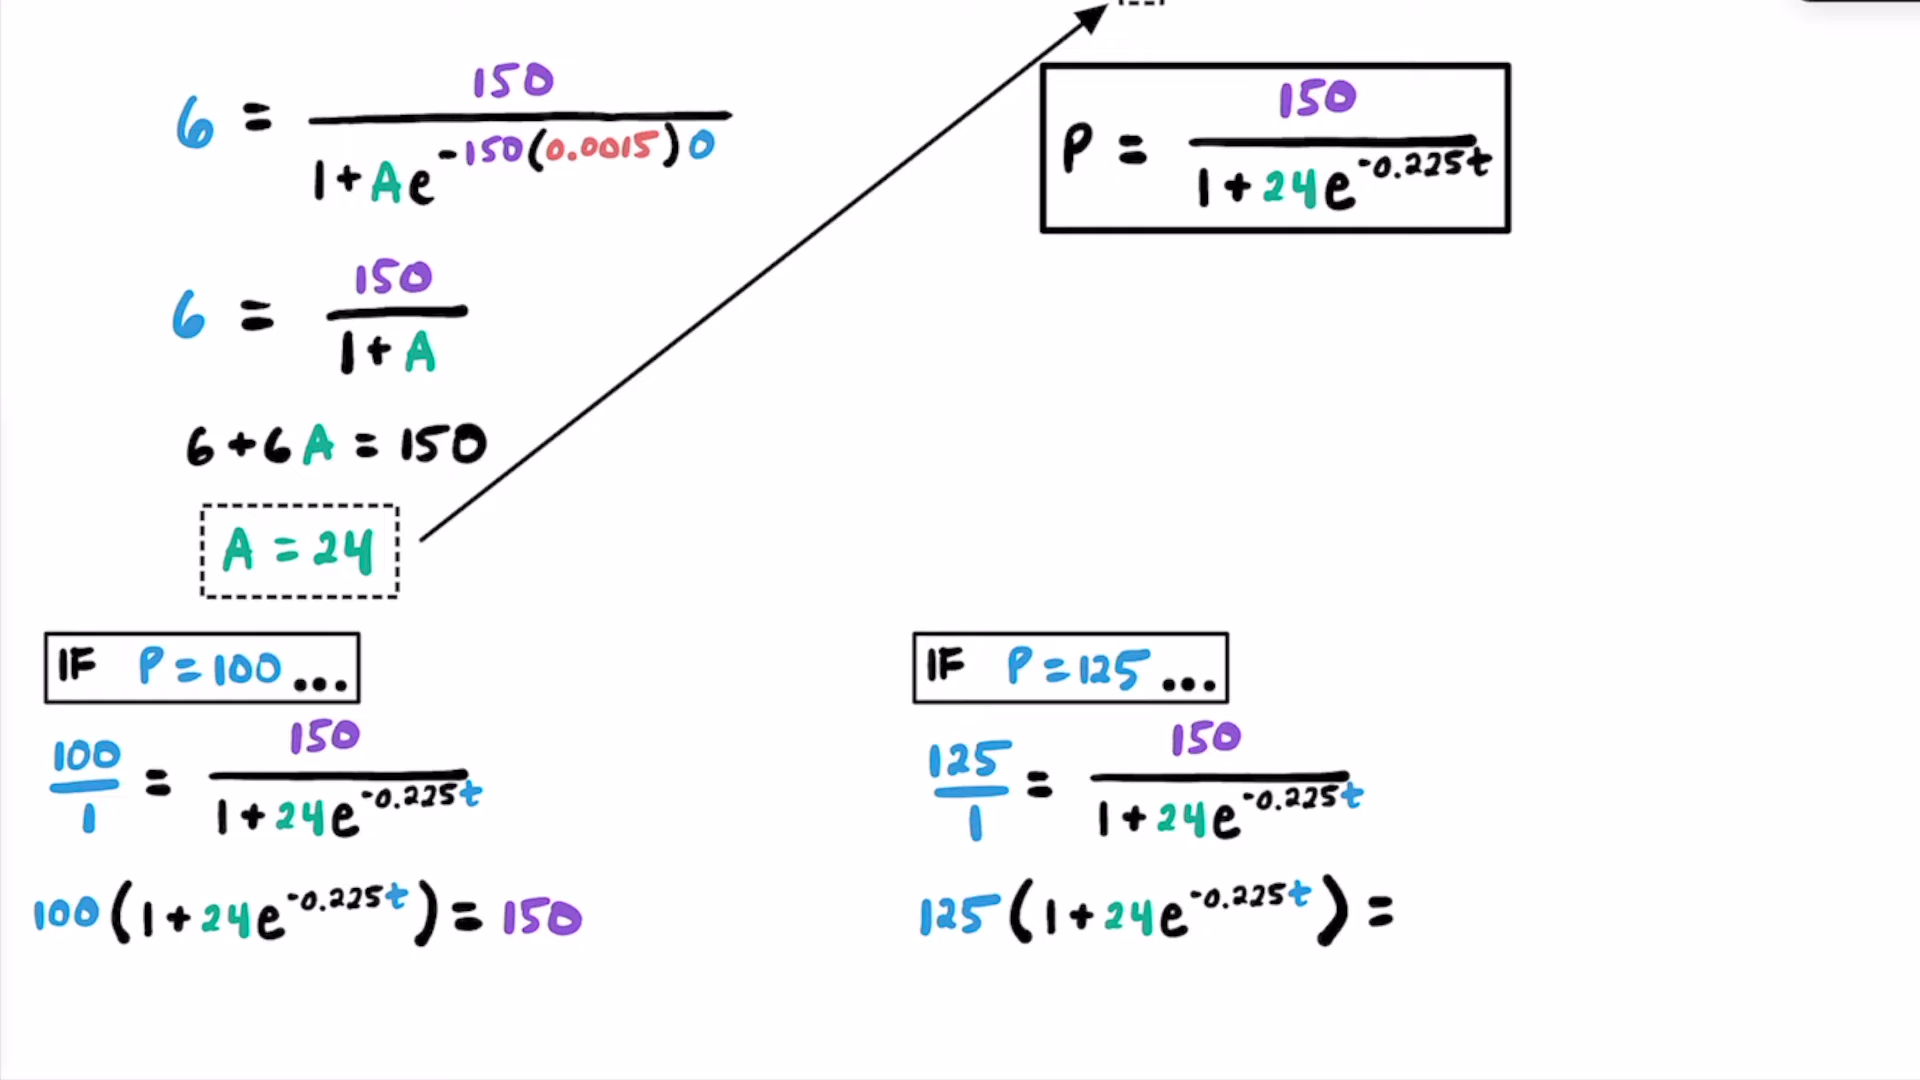 6 = 150 / (1 + Ae^(-150(0.0015)0))
P = 150 / (1 + 24e^(-0.225t))
6 = 150 / (1 + A)
6 + 6A = 150
A = 24
IF P = 100 ...
100/1 = 150 / (1 + 24e^(-0.225t))
100(1 + 24e^(-0.225t)) = 150
IF P = 125 ...
125/1 = 150 / (1 + 24e^(-0.225t))
125(1 + 24e^(-0.225t)) =